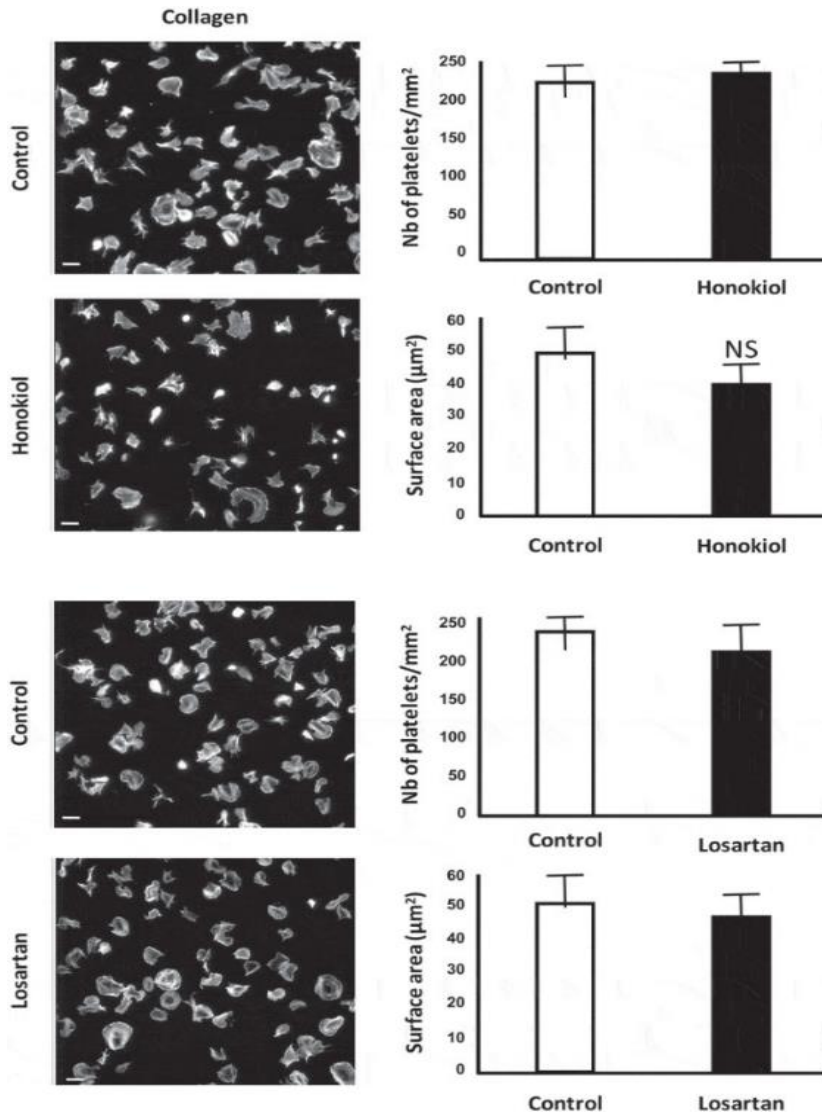 Collagen
Control
Nb of platelets/mm²
250
200
150
100
50
0
Control Honokiol
Honokiol
Surface area (µm²)
60
50
40
30
20
10
0
NS
Control Honokiol
Control
Nb of platelets/mm²
250
200
150
100
50
0
Control Losartan
Losartan
Surface area (µm²)
60
50
40
30
20
10
0
Control Losartan